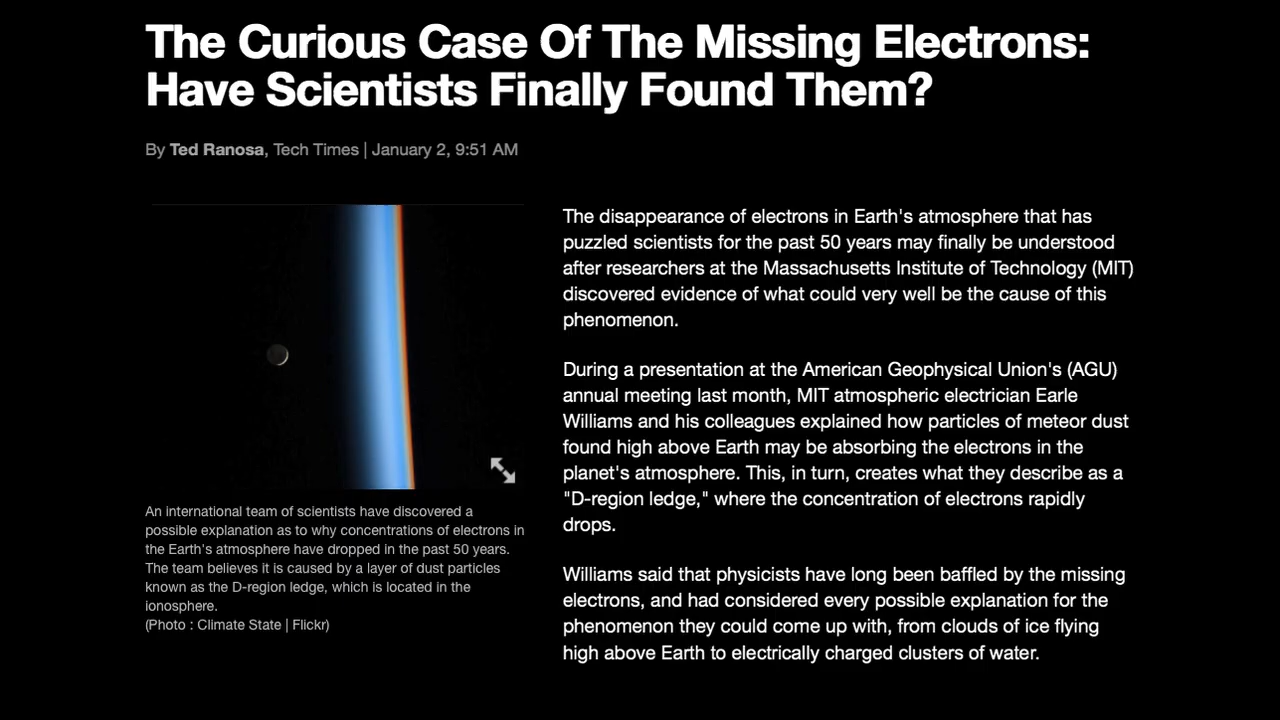 The Curious Case Of The Missing Electrons:
Have Scientists Finally Found Them?
By Ted Ranosa, Tech Times | January 2, 9:51 AM
An international team of scientists have discovered a
possible explanation as to why concentrations of electrons in
the Earth's atmosphere have dropped in the past 50 years.
The team believes it is caused by a layer of dust particles
known as the D-region ledge, which is located in the
ionosphere.
(Photo : Climate State | Flickr)
The disappearance of electrons in Earth's atmosphere that has
puzzled scientists for the past 50 years may finally be understood
after researchers at the Massachusetts Institute of Technology (MIT)
discovered evidence of what could very well be the cause of this
phenomenon.
During a presentation at the American Geophysical Union's (AGU)
annual meeting last month, MIT atmospheric electrician Earle
Williams and his colleagues explained how particles of meteor dust
found high above Earth may be absorbing the electrons in the
planet's atmosphere. This, in turn, creates what they describe as a
"D-region ledge," where the concentration of electrons rapidly
drops.
Williams said that physicists have long been baffled by the missing
electrons, and had considered every possible explanation for the
phenomenon they could come up with, from clouds of ice flying
high above Earth to electrically charged clusters of water.